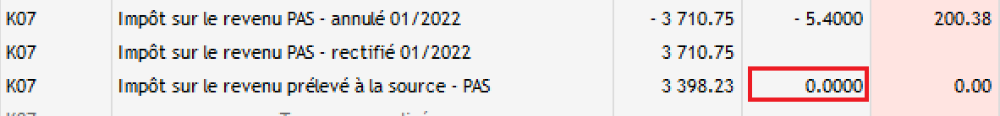 K07 Impôt sur le revenu PAS - annulé 01/2022 - 3 710.75 - 5.4000 200.38
K07 Impôt sur le revenu PAS - rectifié 01/2022 3 710.75
K07 Impôt sur le revenu prélevé à la source - PAS 3 398.23 0.0000 0.00